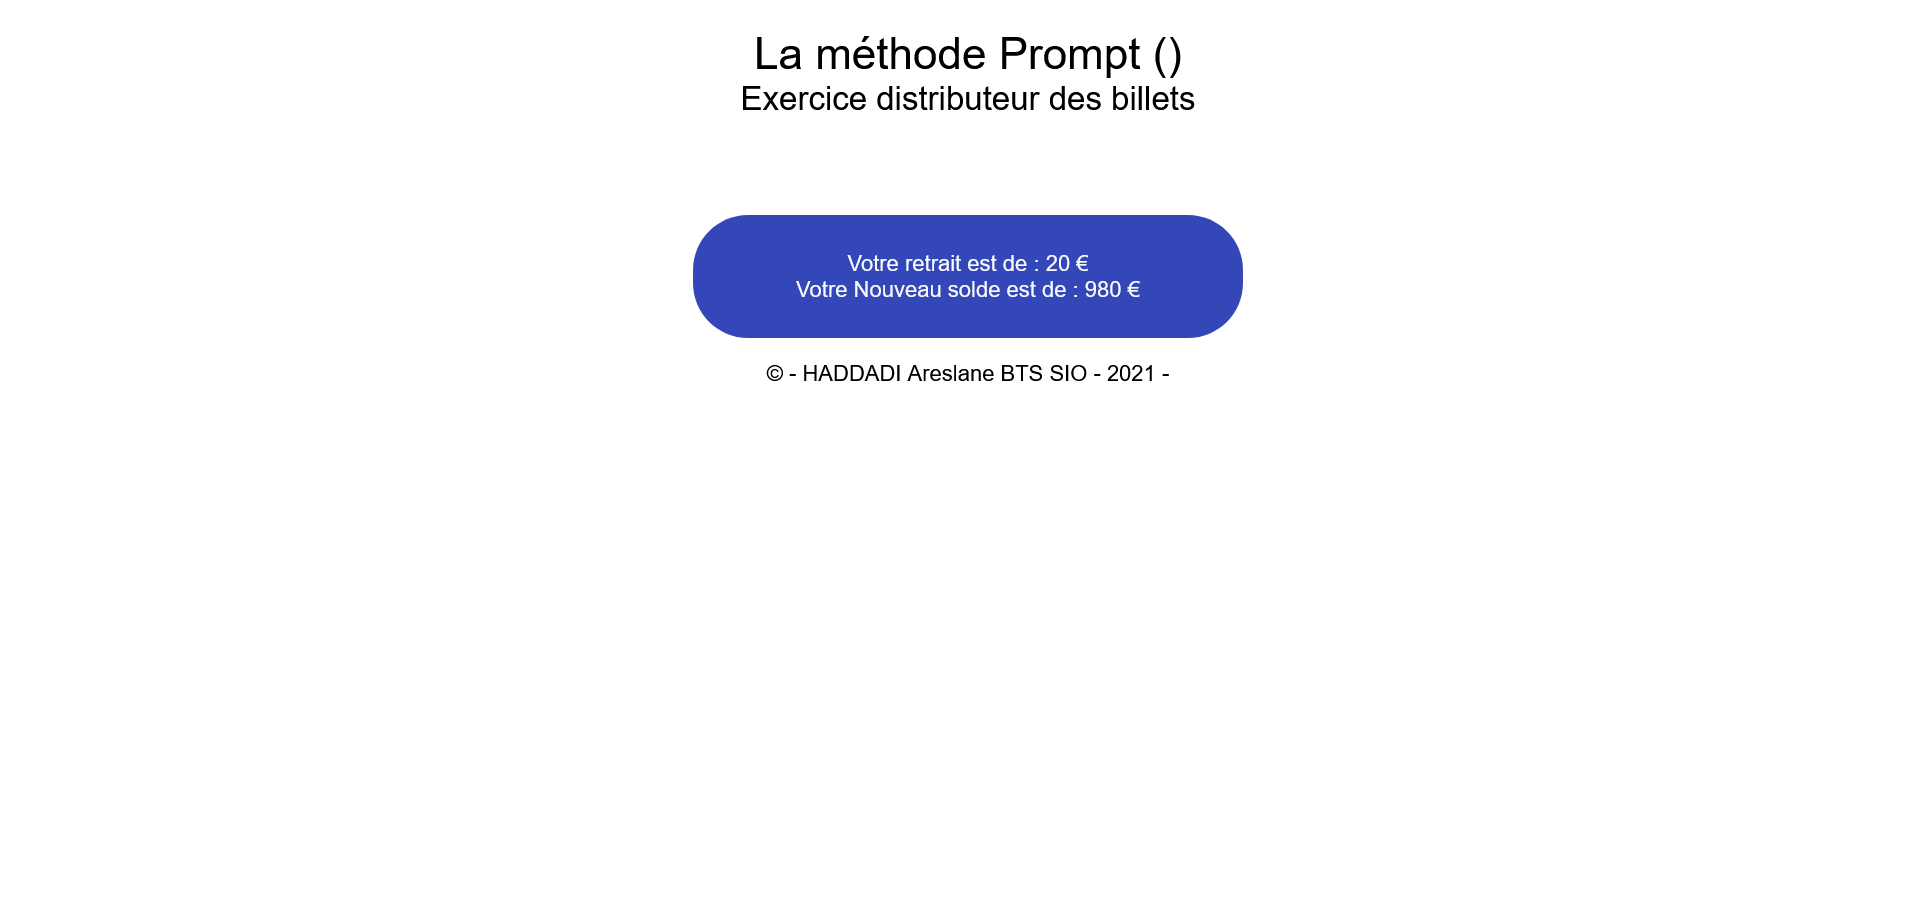 La méthode Prompt ()
Exercice distributeur des billets
Votre retrait est de : 20 €
Votre Nouveau solde est de : 980 €
© - HADDADI Areslane BTS SIO - 2021 -